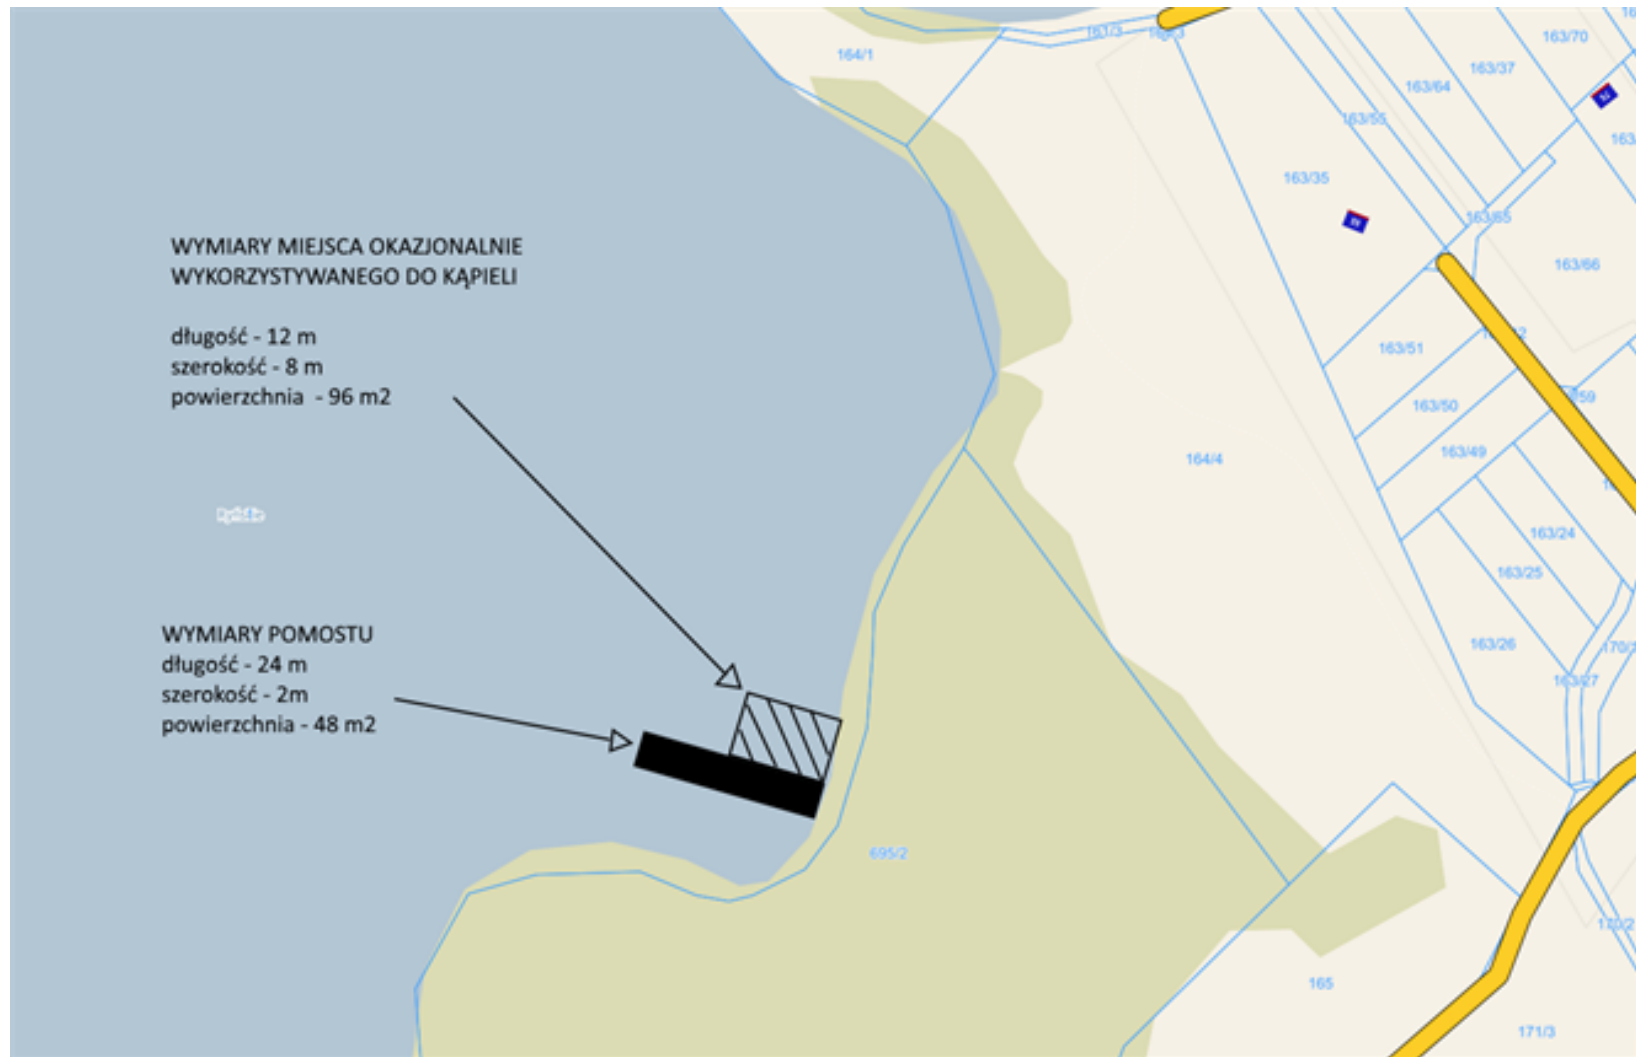 164/1
163/70
163/37
163/64
163/55
163/35
163/65
163/66
WYMIARY MIEJSCA OKAZJONALNIE
WYKORZYSTYWANEGO DO KĄPIELI
długość - 12 m
szerokość - 8 m
powierzchnia - 96 m2
163/51
163/50
163/49
164/4
163/24
163/25
163/26
163/27
WYMIARY POMOSTU
długość - 24 m
szerokość - 2m
powierzchnia - 48 m2
695/2
170/2
165
171/3